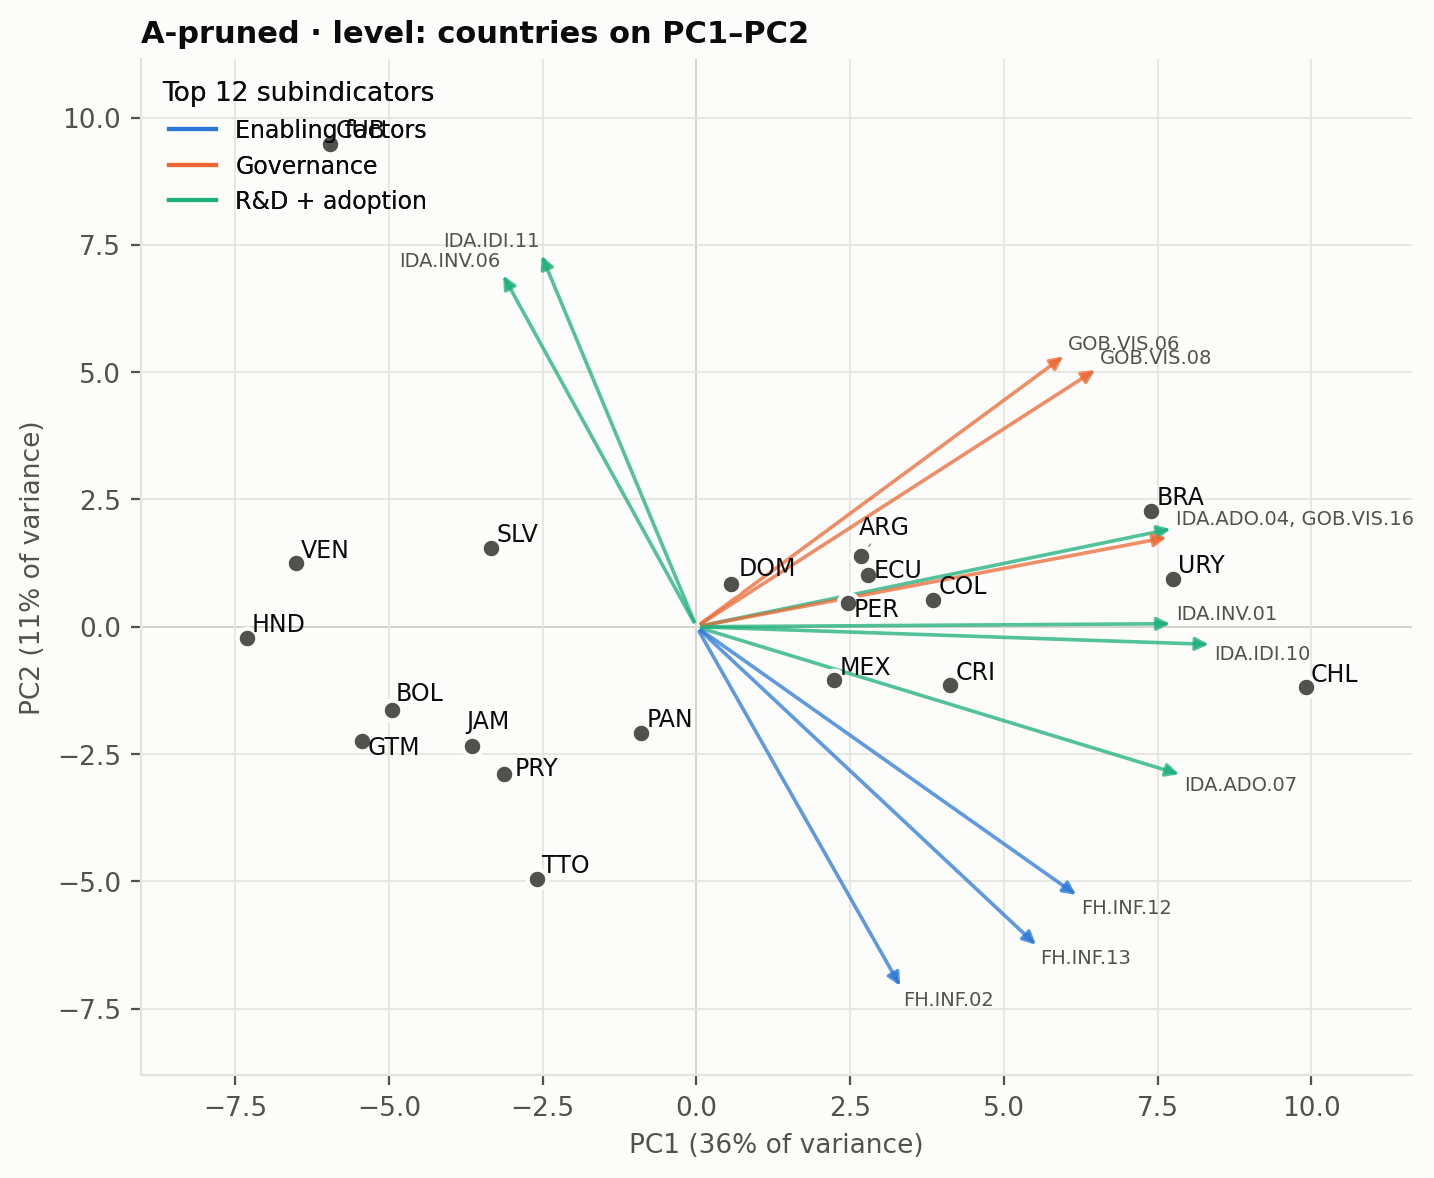 A-pruned · level: countries on PC1–PC2
Top 12 subindicators
Enabling factors
CUB
Governance
R&D + adoption
IDA.IDI.11
IDA.INV.06
GOB.VIS.06
GOB.VIS.08
BRA
IDA.ADO.04, GOB.VIS.16
ARG
SLV
VEN
DOM
ECU
URY
COL
PER
IDA.INV.01
HND
IDA.IDI.10
MEX
CRI
CHL
BOL
JAM
PAN
GTM
PRY
IDA.ADO.07
TTO
FH.INF.12
FH.INF.13
FH.INF.02
10.0
7.5
5.0
2.5
0.0
−2.5
−5.0
−7.5
PC2 (11% of variance)
−7.5 −5.0 −2.5 0.0 2.5 5.0 7.5 10.0
PC1 (36% of variance)